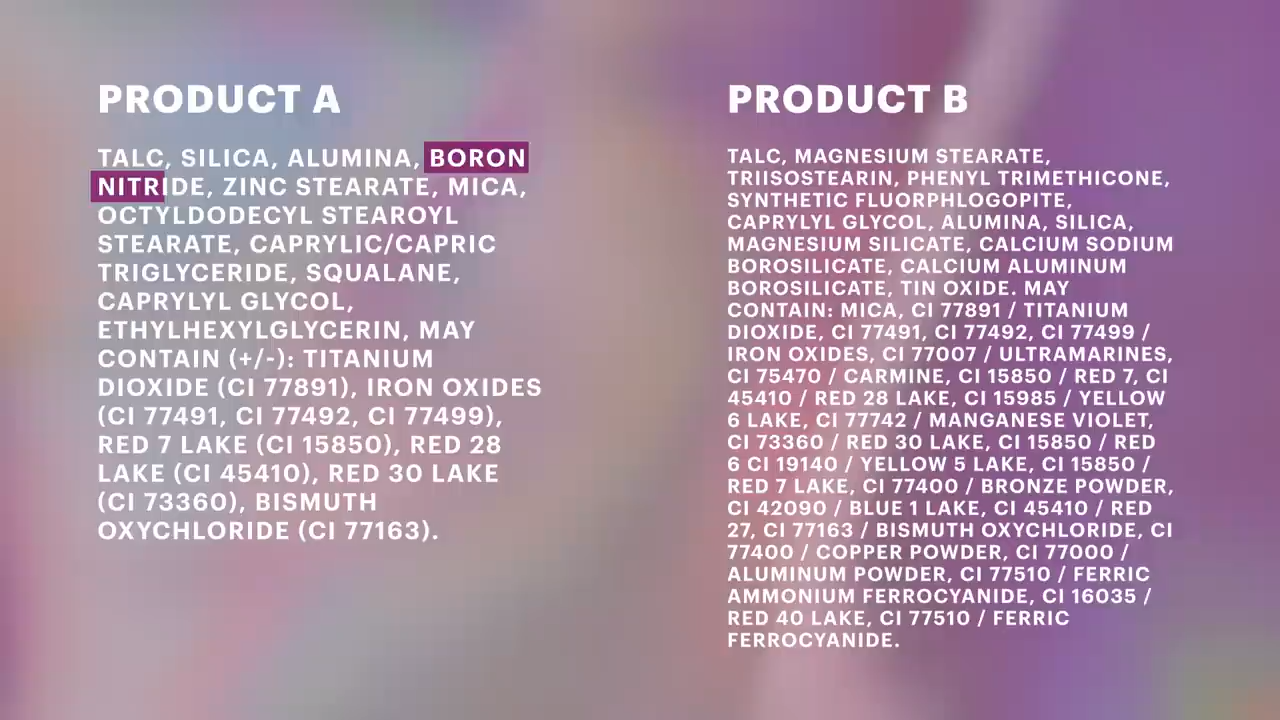 PRODUCT A
TALC, SILICA, ALUMINA, BORON
NITRIDE, ZINC STEARATE, MICA,
OCTYLDODECYL STEAROYL
STEARATE, CAPRYLIC/CAPRIC
TRIGLYCERIDE, SQUALANE,
CAPRYLYL GLYCOL,
ETHYLHEXYLGLYCERIN, MAY
CONTAIN (+/-): TITANIUM
DIOXIDE (CI 77891), IRON OXIDES
(CI 77491, CI 77492, CI 77499),
RED 7 LAKE (CI 15850), RED 28
LAKE (CI 45410), RED 30 LAKE
(CI 73360), BISMUTH
OXYCHLORIDE (CI 77163).
PRODUCT B
TALC, MAGNESIUM STEARATE,
TRIISOSTEARIN, PHENYL TRIMETHICONE,
SYNTHETIC FLUORPHLOGOPITE,
CAPRYLYL GLYCOL, ALUMINA, SILICA,
MAGNESIUM SILICATE, CALCIUM SODIUM
BOROSILICATE, CALCIUM ALUMINUM
BOROSILICATE, TIN OXIDE. MAY
CONTAIN: MICA, CI 77891 / TITANIUM
DIOXIDE, CI 77491, CI 77492, CI 77499 /
IRON OXIDES, CI 77007 / ULTRAMARINES,
CI 75470 / CARMINE, CI 15850 / RED 7, CI
45410 / RED 28 LAKE, CI 15985 / YELLOW
6 LAKE, CI 77742 / MANGANESE VIOLET,
CI 73360 / RED 30 LAKE, CI 15850 / RED
6 CI 19140 / YELLOW 5 LAKE, CI 15850 /
RED 7 LAKE, CI 77400 / BRONZE POWDER,
CI 42090 / BLUE 1 LAKE, CI 45410 / RED
27, CI 77163 / BISMUTH OXYCHLORIDE, CI
77400 / COPPER POWDER, CI 77000 /
ALUMINUM POWDER, CI 77510 / FERRIC
AMMONIUM FERROCYANIDE, CI 16035 /
RED 40 LAKE, CI 77510 / FERRIC
FERROCYANIDE.